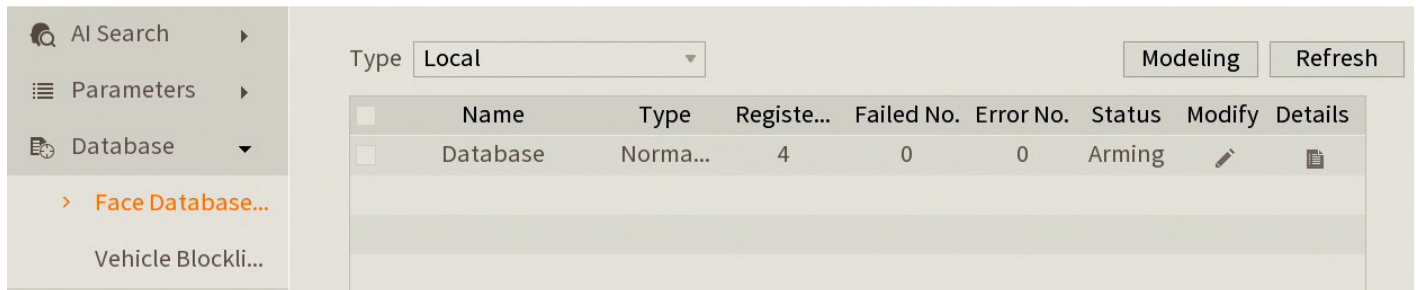 AI Search
Parameters
Database
Face Database...
Vehicle Blockli...
Type Local Modeling Refresh
Name Type Registe... Failed No. Error No. Status Modify Details
Database Norma... 4 0 0 Arming